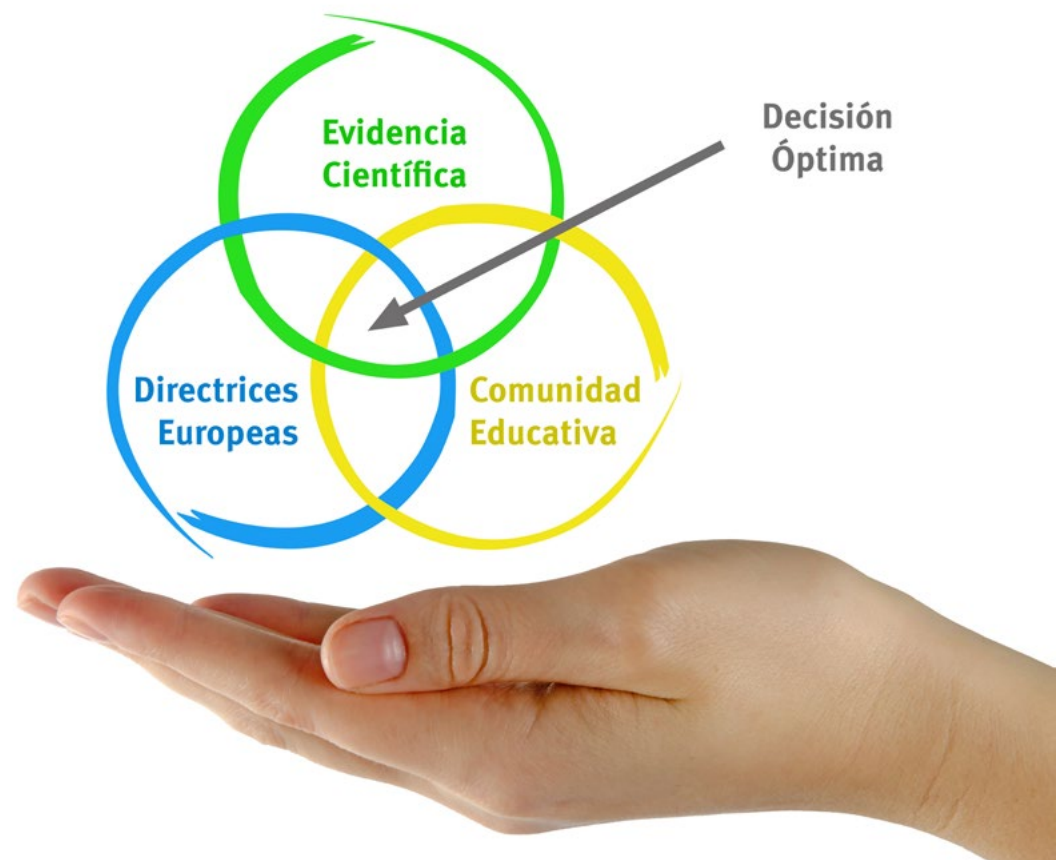 Evidencia
Científica
Decisión
Óptima
Directrices
Europeas
Comunidad
Educativa